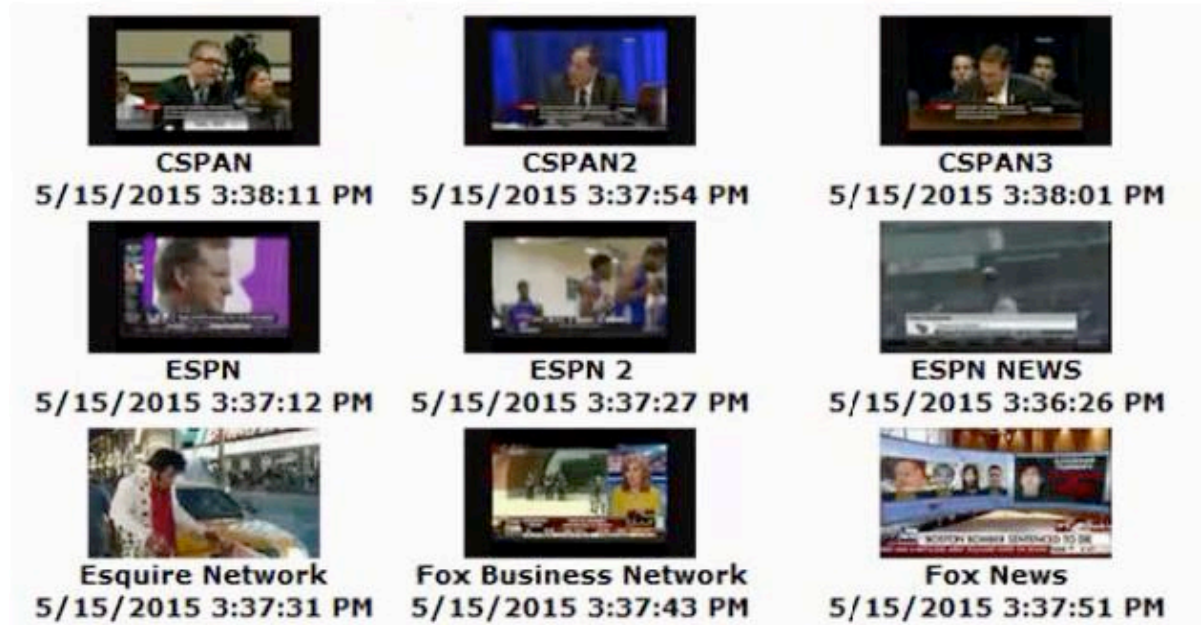 CSPAN CSPAN2 CSPAN3
5/15/2015 3:38:11 PM 5/15/2015 3:37:54 PM 5/15/2015 3:38:01 PM
ESPN ESPN 2 ESPN NEWS
5/15/2015 3:37:12 PM 5/15/2015 3:37:27 PM 5/15/2015 3:36:26 PM
BOSTON BOMBER SENTENCED TO DIE
Esquire Network Fox Business Network Fox News
5/15/2015 3:37:31 PM 5/15/2015 3:37:43 PM 5/15/2015 3:37:51 PM